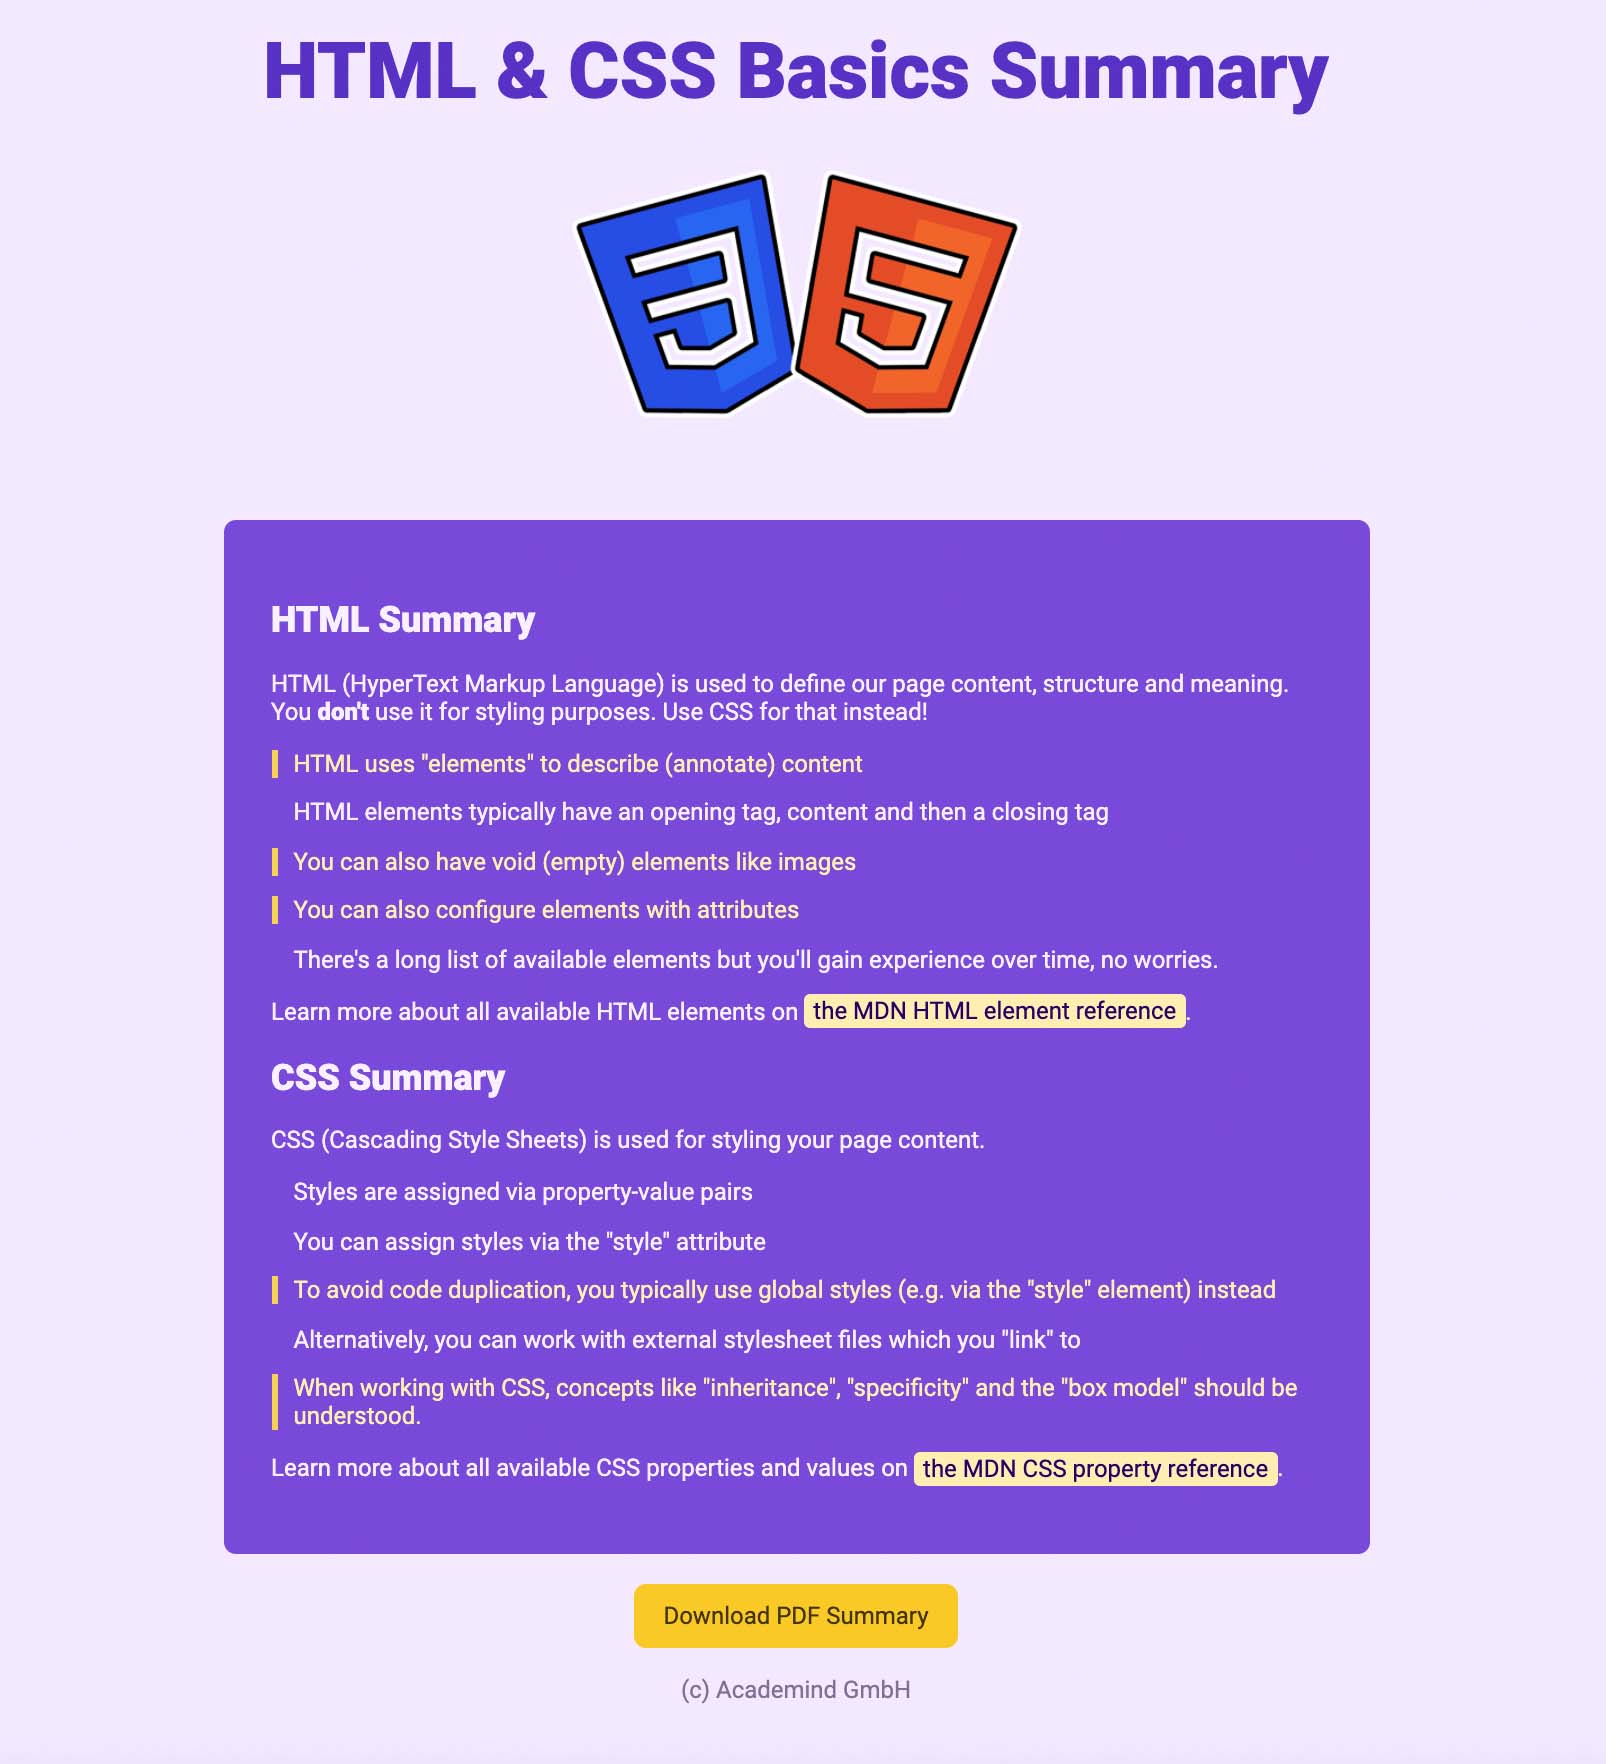 HTML & CSS Basics Summary
HTML Summary
HTML (HyperText Markup Language) is used to define our page content, structure and meaning.
You don't use it for styling purposes. Use CSS for that instead!
HTML uses "elements" to describe (annotate) content
HTML elements typically have an opening tag, content and then a closing tag
You can also have void (empty) elements like images
You can also configure elements with attributes
There's a long list of available elements but you'll gain experience over time, no worries.
Learn more about all available HTML elements on the MDN HTML element reference.
CSS Summary
CSS (Cascading Style Sheets) is used for styling your page content.
Styles are assigned via property-value pairs
You can assign styles via the "style" attribute
To avoid code duplication, you typically use global styles (e.g. via the "style" element) instead
Alternatively, you can work with external stylesheet files which you "link" to
When working with CSS, concepts like "inheritance", "specificity" and the "box model" should be
understood.
Learn more about all available CSS properties and values on the MDN CSS property reference.
Download PDF Summary
(c) Academind GmbH